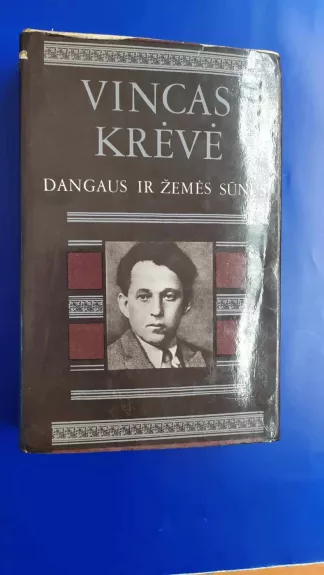 VINCAS
KRĖVĖ
DANGAUS IR ŽEMĖS SŪNŪS